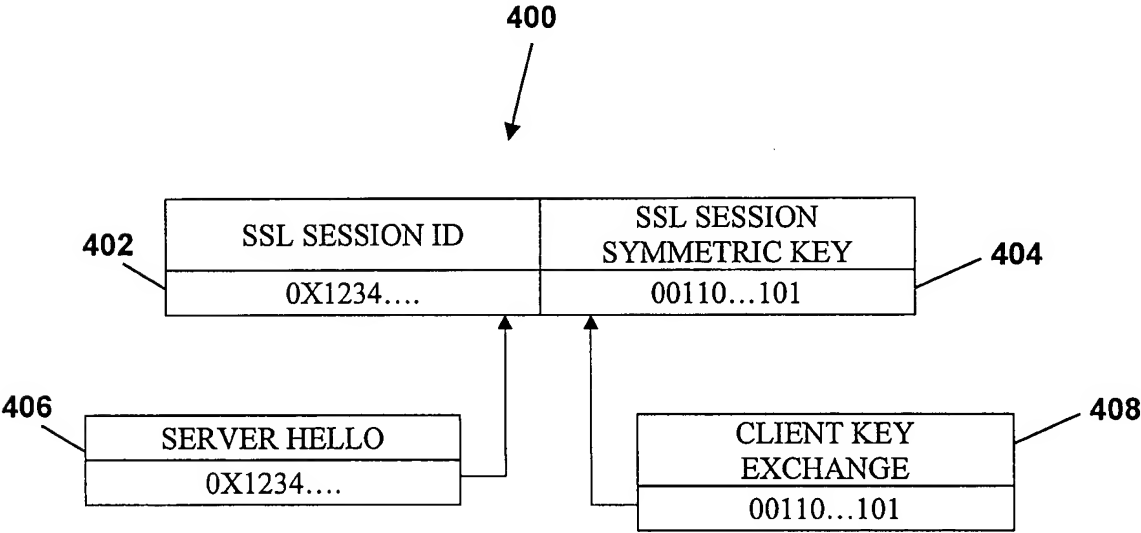 400
SSL SESSION ID
SSL SESSION
SYMMETRIC KEY
402
404
0X1234....
00110...101
406
408
SERVER HELLO
CLIENT KEY
EXCHANGE
0X1234....
00110...101